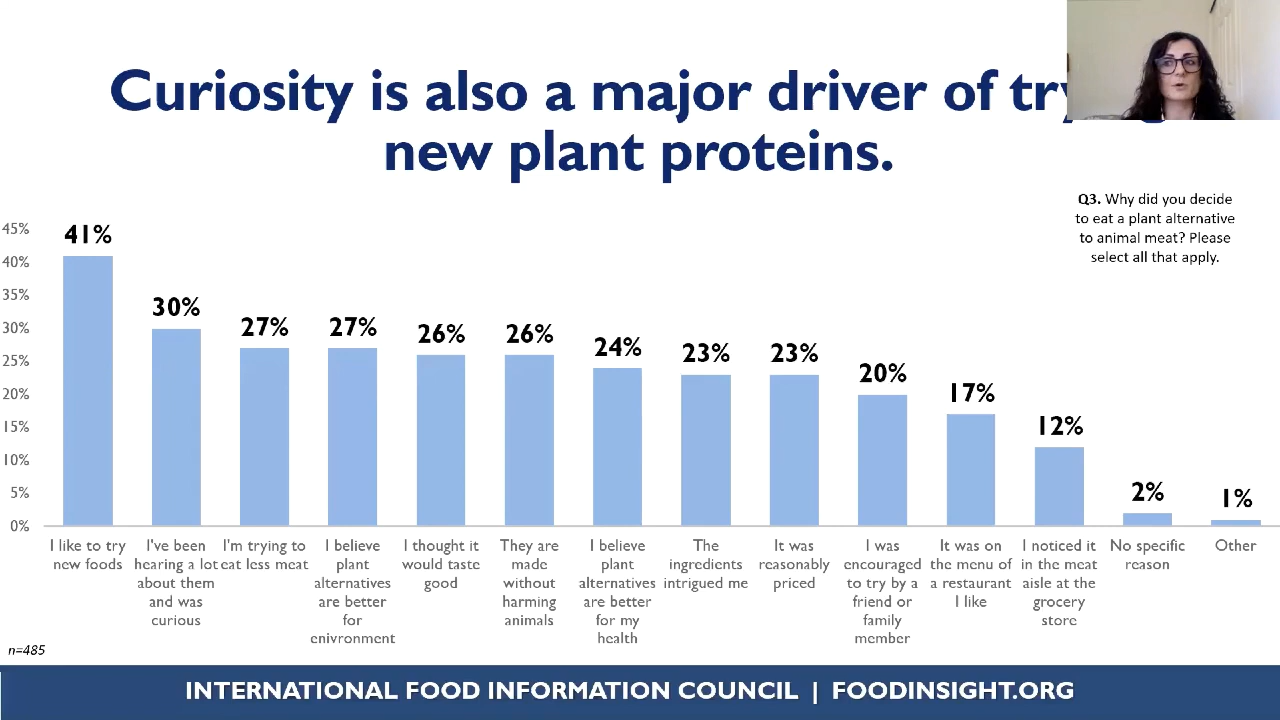 Curiosity is also a major driver of
new plant proteins.
Q3. Why did you decide
to eat a plant alternative
to animal meat? Please
select all that apply.
45%
40%
35%
30%
25%
20%
15%
10%
5%
0%
41%
30%
27%
27%
26%
26%
24%
23%
23%
20%
17%
12%
2%
1%
I like to try
new foods
I've been
hearing a lot
about them
and was
curious
I'm trying to
eat less meat
I believe
plant
alternatives
are better
for
enivronment
I thought it
would taste
good
They are
made
without
harming
animals
I believe
plant
alternatives
are better
for my
health
The
ingredients
intrigued me
It was
reasonably
priced
I was
encouraged
to try by a
friend or
family
member
It was on
the menu of
a restaurant
I like
I noticed it
in the meat
aisle at the
grocery
store
No specific
reason
Other
n=485
INTERNATIONAL FOOD INFORMATION COUNCIL | FOODINSIGHT.ORG